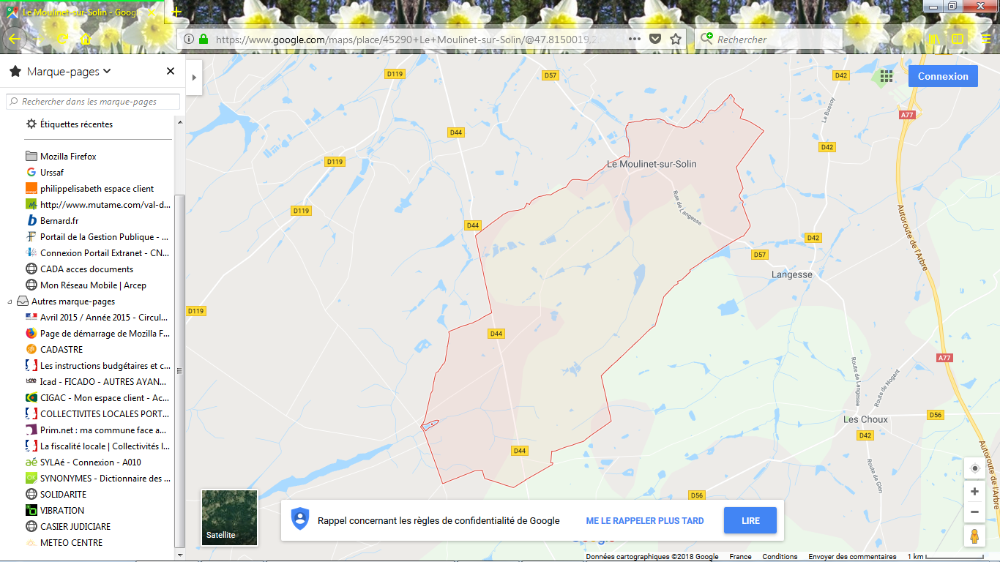 Le Moulinet-sur-Solin - Google
https://www.google.com/maps/place/45290+Le+Moulinet-sur-Solin/@47.8150019,2
Rechercher
Marque-pages
Rechercher dans les marque-pages
Étiquettes récentes
Mozilla Firefox
Urssaf
philippelisabeth espace client
http://www.mutame.com/val-d...
Bernard.fr
Portail de la Gestion Publique - ...
Connexion Portail Extranet - CN...
CADA acces documents
Mon Réseau Mobile | Arcep
Autres marque-pages
Avril 2015 / Année 2015 - Circul...
Page de démarrage de Mozilla F...
CADASTRE
Les instructions budgétaires et c...
Icad - FICADO - AUTRES AYAN...
CIGAC - Mon espace client - Ac...
COLLECTIVITES LOCALES PORT...
Prim.net : ma commune face a...
La fiscalité locale | Collectivités l...
SYLAé - Connexion - A010
SYNONYMES - Dictionnaire des ...
SOLIDARITE
VIBRATION
CASIER JUDICIARE
METEO CENTRE
Connexion
D119
D57
D42
Le Bussoy
A77
D44
D42
D119
Le Moulinet-sur-Solin
Rue de Langesse
D119
D44
Autoroute de l'Arbre
D42
D57
Langesse
D119
D44
A77
Route de Langesse
Route de Nogent
Les Choux
D56
D42
D44
Autoroute de l'Arbre
Route de Gien
D56
Satellite
Rappel concernant les règles de confidentialité de Google
ME LE RAPPELER PLUS TARD
LIRE
Google
Données cartographiques ©2018 Google
France
Conditions
Envoyer des commentaires
1 km